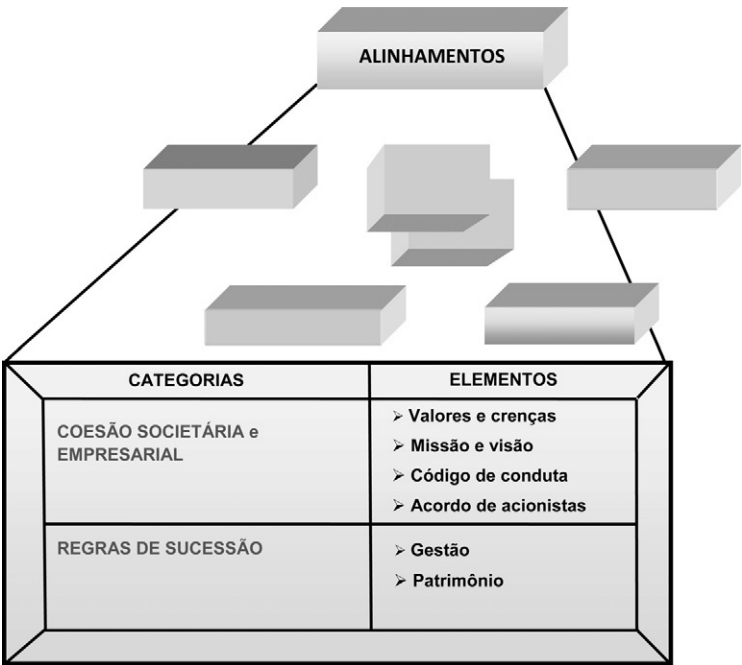 ALINHAMENTOS
CATEGORIAS
ELEMENTOS
COESÃO SOCIETÁRIA e
EMPRESARIAL
➢ Valores e crenças
➢ Missão e visão
➢ Código de conduta
➢ Acordo de acionistas
REGRAS DE SUCESSÃO
➢ Gestão
➢ Patrimônio